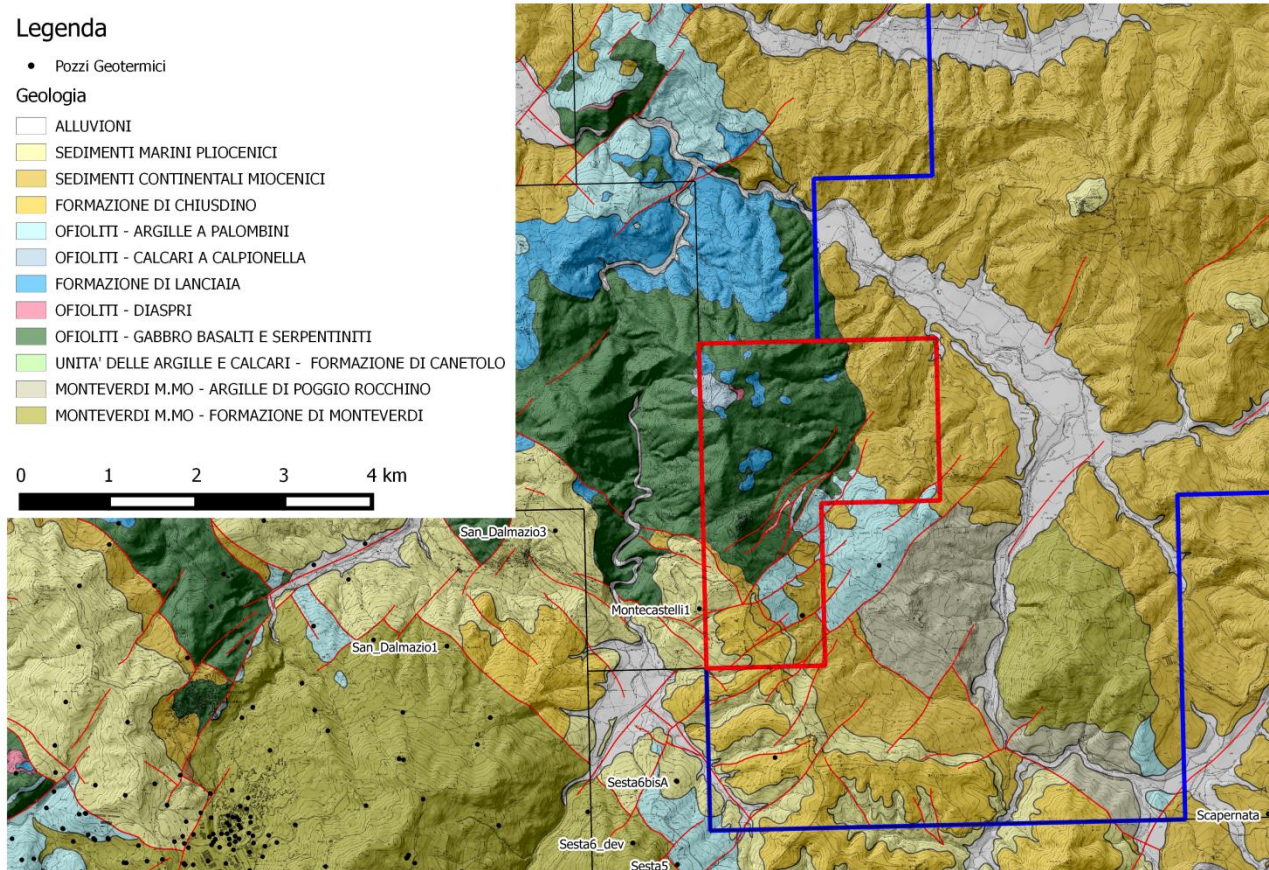 Legenda
Pozzi Geotermici
Geologia
ALLUVIONI
SEDIMENTI MARINI PLIOCENICI
SEDIMENTI CONTINENTALI MIOCENICI
FORMAZIONE DI CHIUSDINO
OFIOLITI - ARGILLE A PALOMBINI
OFIOLITI - CALCARI A CALPIONELLA
FORMAZIONE DI LANCIAIA
OFIOLITI - DIASPRI
OFIOLITI - GABBRO BASALTI E SERPENTINITI
UNITA' DELLE ARGILLE E CALCARI - FORMAZIONE DI CANETOLO
MONTEVERDI M.MO - ARGILLE DI POGGIO ROCCHINO
MONTEVERDI M.MO - FORMAZIONE DI MONTEVERDI
0 1 2 3 4 km
San_Dalmazio3
Montecastelli1
San_Dalmazio1
Sesta6bisA
Scapernata
Sesta6_dev
Sesta5